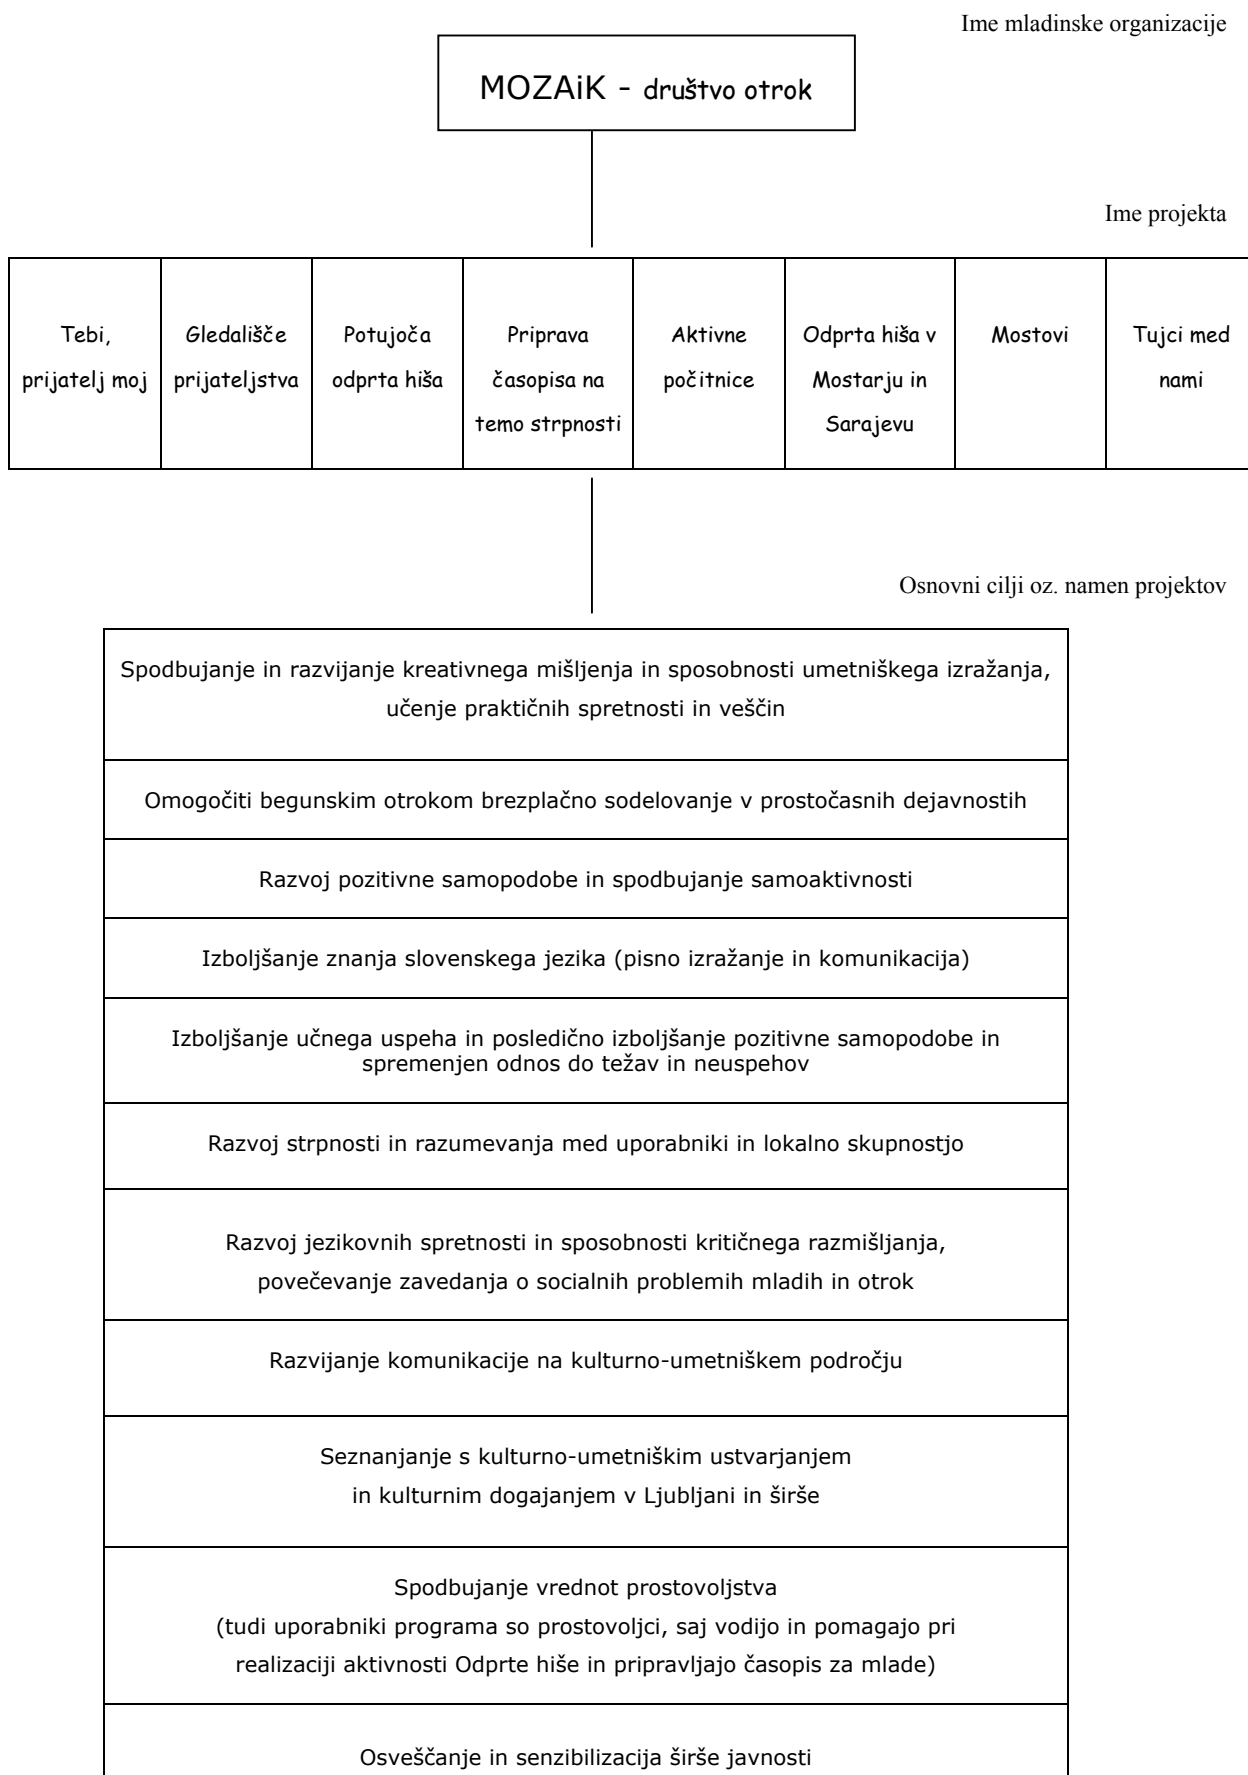 Ime mladinske organizacije
MOZAiK - društvo otrok
Ime projekta
Tebi,
prijatelj moj
Gledališče
prijateljstva
Potujoča
odprta hiša
Priprava
časopisa na
temo strpnosti
Aktivne
počitnice
Odprta hiša v
Mostarju in
Sarajevu
Mostovi
Tujci med
nami
Osnovni cilji oz. namen projektov
Spodbujanje in razvijanje kreativnega mišljenja in sposobnosti umetniškega izražanja,
učenje praktičnih spretnosti in veščin
Omogočiti begunskim otrokom brezplačno sodelovanje v prostočasnih dejavnostih
Razvoj pozitivne samopodobe in spodbujanje samoaktivnosti
Izboljšanje znanja slovenskega jezika (pisno izražanje in komunikacija)
Izboljšanje učnega uspeha in posledično izboljšanje pozitivne samopodobe in
spremenjen odnos do težav in neuspehov
Razvoj strpnosti in razumevanja med uporabniki in lokalno skupnostjo
Razvoj jezikovnih spretnosti in sposobnosti kritičnega razmišljanja,
povečevanje zavedanja o socialnih problemih mladih in otrok
Razvijanje komunikacije na kulturno-umetniškem področju
Seznanjanje s kulturno-umetniškim ustvarjanjem
in kulturnim dogajanjem v Ljubljani in širše
Spodbujanje vrednot prostovoljstva
(tudi uporabniki programa so prostovoljci, saj vodijo in pomagajo pri
realizaciji aktivnosti Odprte hiše in pripravljajo časopis za mlade)
Osveščanje in senzibilizacija širše javnosti